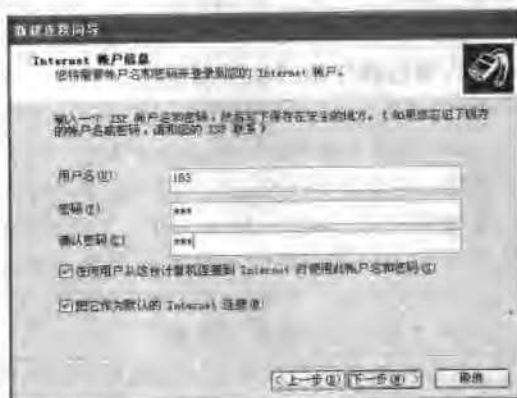 新建连接向导
Internet 帐户信息
您将需要帐户名和密码来登录到您的 Internet 帐户。
输入一个 ISP 帐户名和密码，然后写下保存在安全的地方。（如果您忘记了现存
的帐户名或密码，请和您的 ISP 联系）
用户名(U)
163
密码(P)
***
确认密码(C)
***
任何用户从这台计算机连接到 Internet 时使用此帐户名和密码(S)
把它作为默认的 Internet 连接(M)
<上一步(B)
下一步(N)>
取消